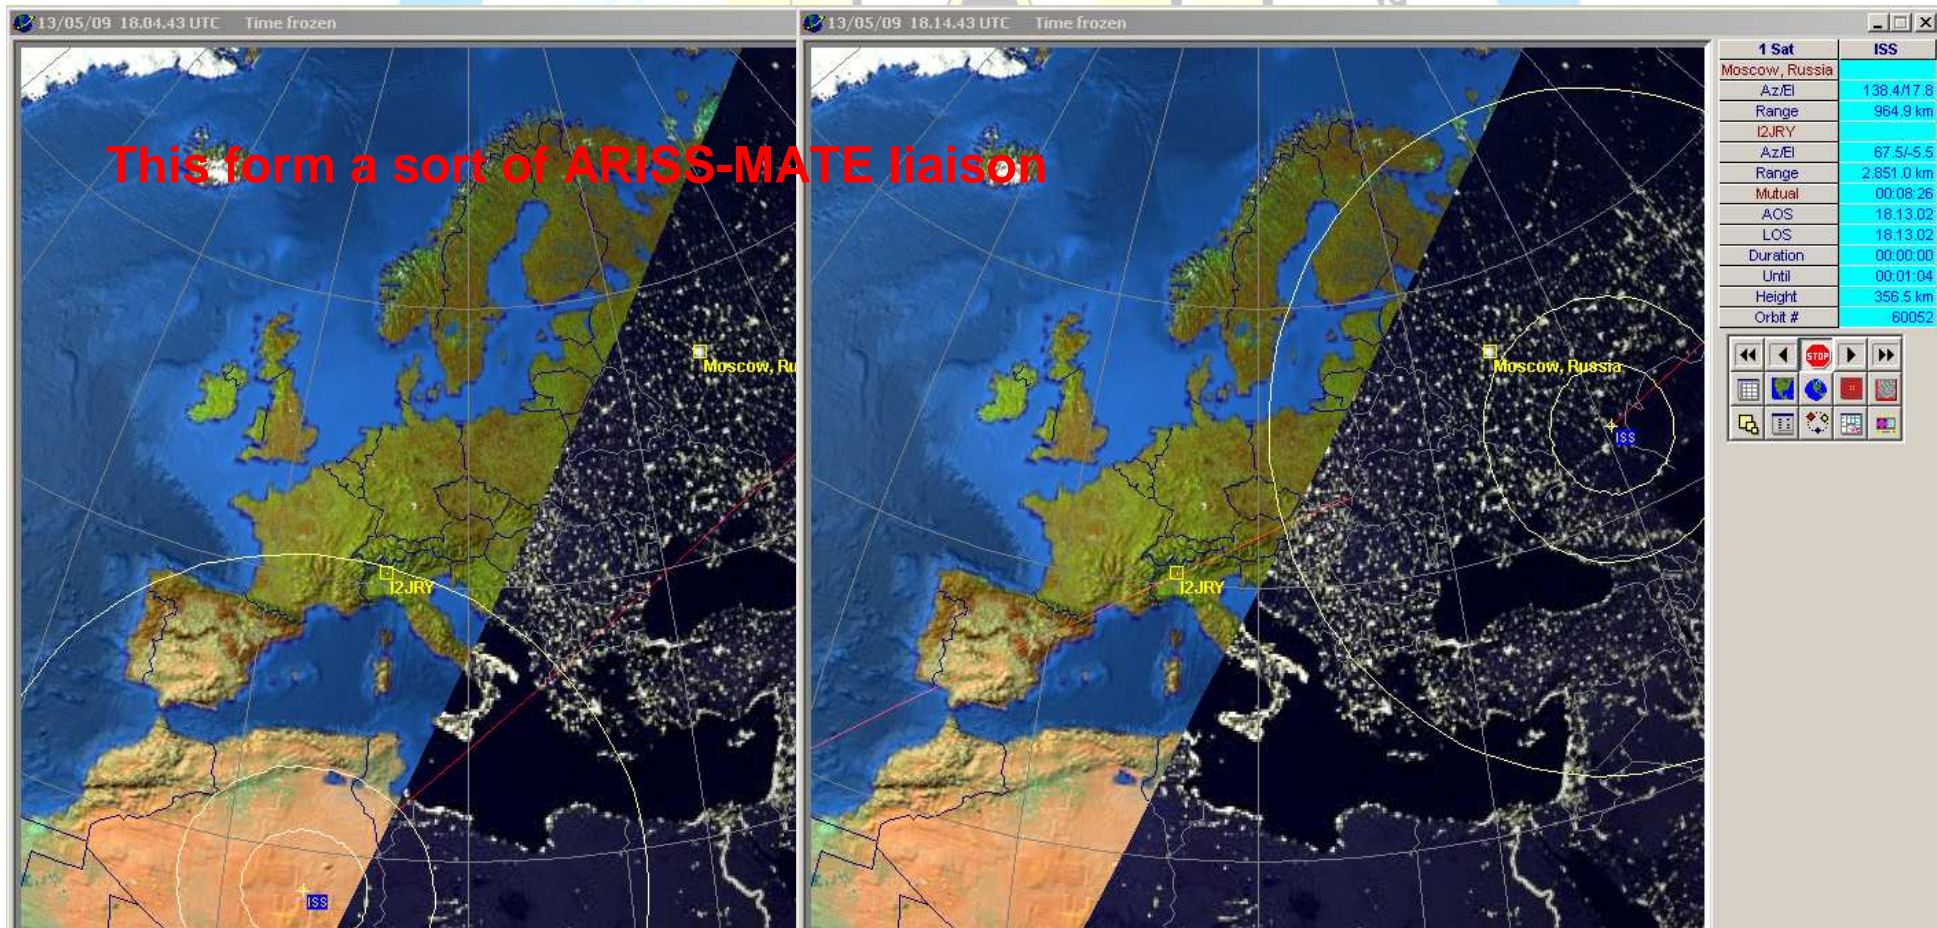 13/05/09 18.04.43 UTC Time frozen
This form a sort of ARISS-MATE liaison
Moscow, Ru
I2JRY
ISS
13/05/09 18.14.43 UTC Time frozen
Moscow, Russia
ISS
I2JRY
1 Sat ISS
Moscow, Russia
Az/El 138.4/17.8
Range 964.9 km
I2JRY
Az/El 67.5/-5.5
Range 2.851.0 km
Mutual 00:08:26
AOS 18.13.02
LOS 18.13.02
Duration 00:00:00
Until 00:01:04
Height 356.5 km
Orbit # 60052
STOP